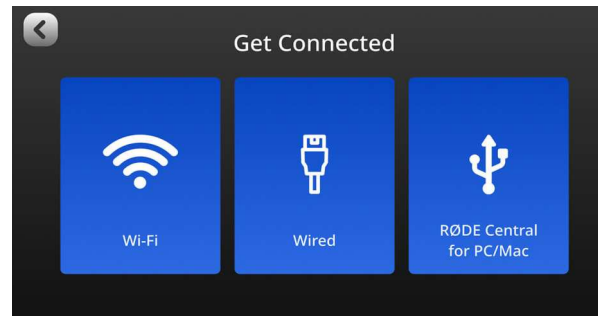 Get Connected
Wi-Fi
Wired
RØDE Central
for PC/Mac